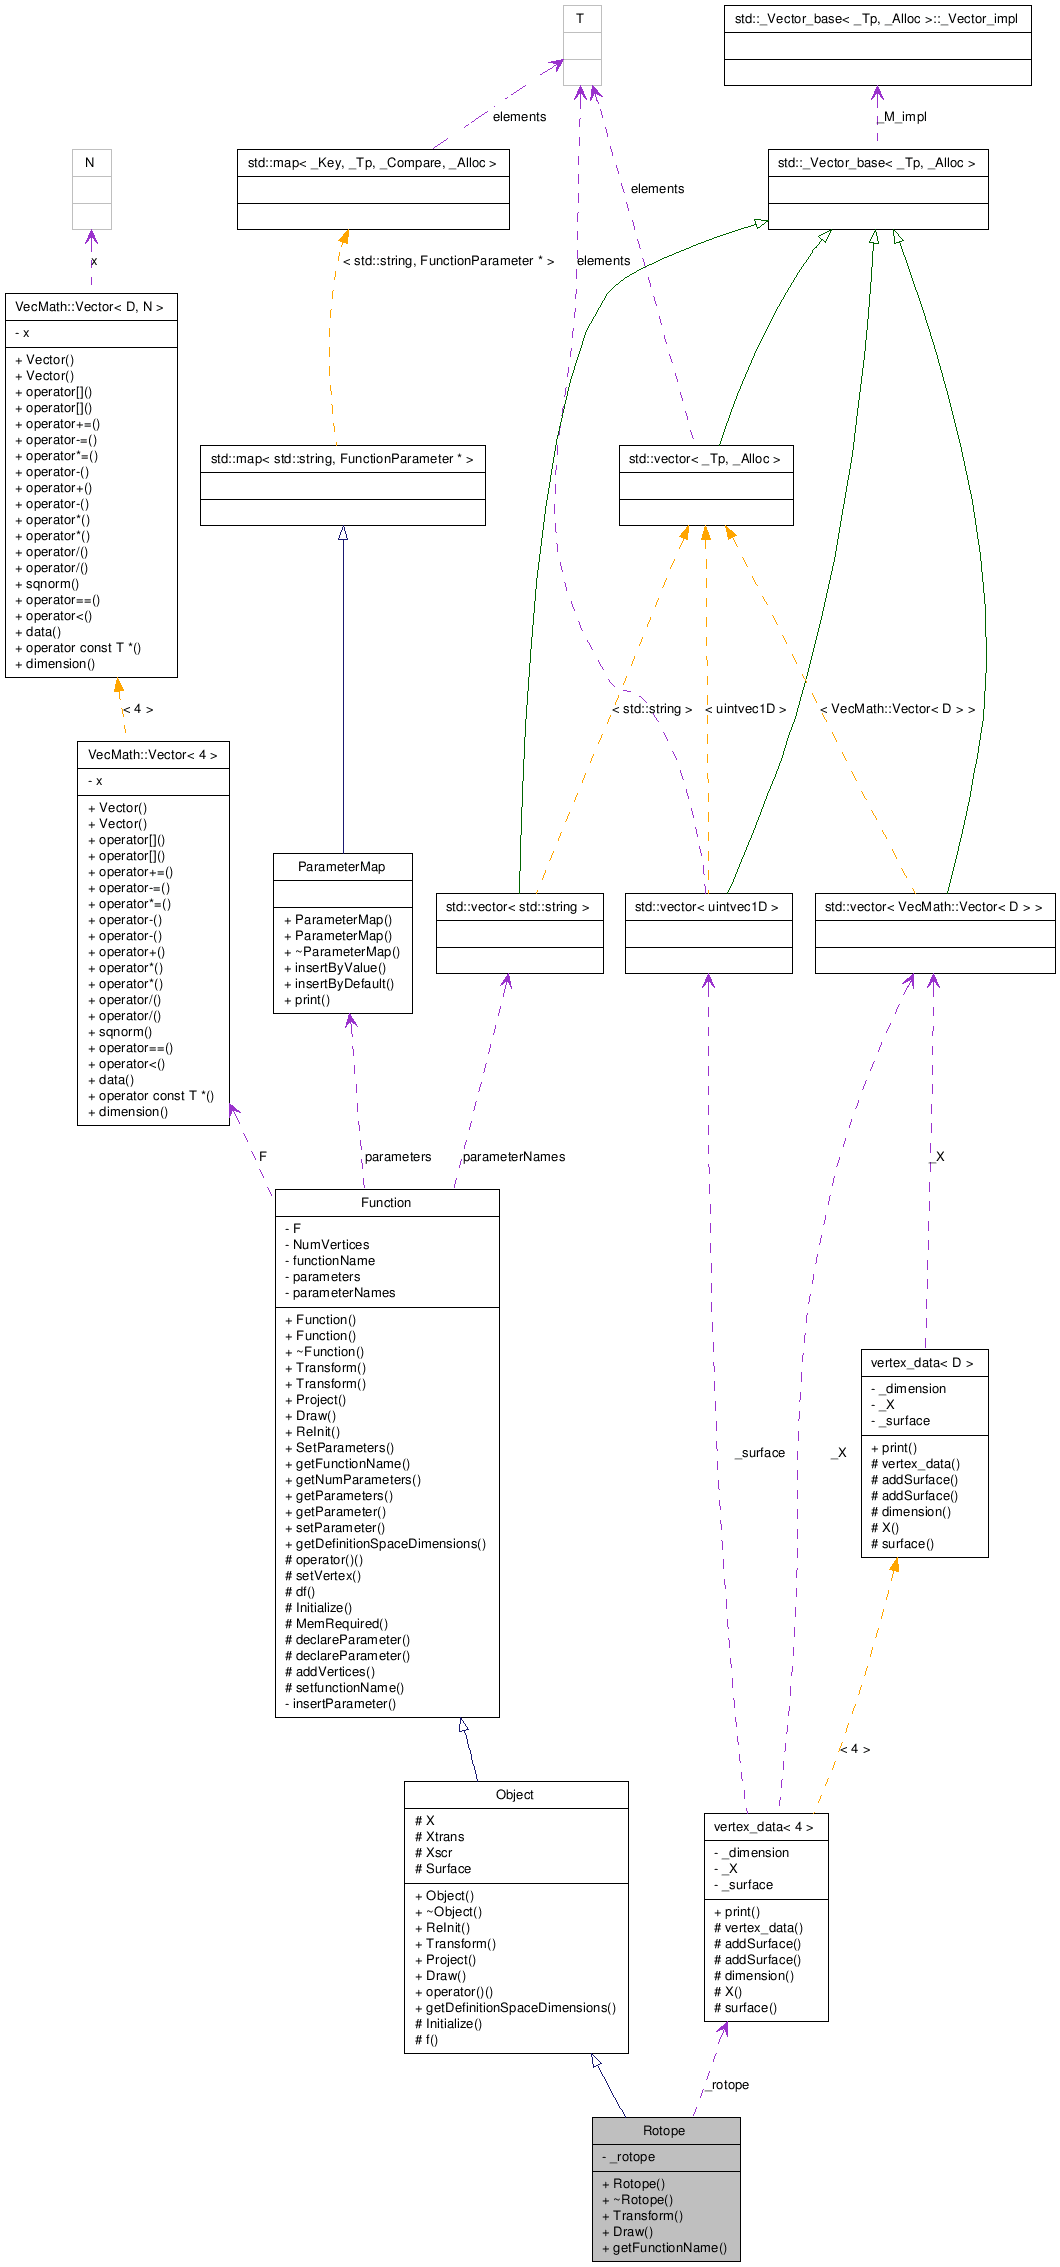 T
std::_Vector_base< _Tp, _Alloc >::_Vector_impl
elements
_M_impl
N
std::map< _Key, _Tp, _Compare, _Alloc >
std::_Vector_base< _Tp, _Alloc >
elements
x
< std::string, FunctionParameter * >
elements
VecMath::Vector< D, N >
- x
+ Vector()
+ Vector()
+ operator[]()
+ operator[]()
+ operator+=()
+ operator-=()
+ operator*=()
+ operator-()
+ operator+()
+ operator-()
+ operator*()
+ operator*()
+ operator/()
+ operator/()
+ sqnorm()
+ operator==()
+ operator<()
+ data()
+ operator const T *()
+ dimension()
std::map< std::string, FunctionParameter * >
std::vector< _Tp, _Alloc >
< 4 >
< std::string >
< uintvec1D >
< VecMath::Vector< D > >
VecMath::Vector< 4 >
- x
+ Vector()
+ Vector()
+ operator[]()
+ operator[]()
+ operator+=()
+ operator-=()
+ operator*=()
+ operator-()
+ operator-()
+ operator+()
+ operator*()
+ operator*()
+ operator/()
+ operator/()
+ sqnorm()
+ operator==()
+ operator<()
+ data()
+ operator const T *()
+ dimension()
ParameterMap
+ ParameterMap()
+ ParameterMap()
+ ~ParameterMap()
+ insertByValue()
+ insertByDefault()
+ print()
std::vector< std::string >
std::vector< uintvec1D >
std::vector< VecMath::Vector< D > >
F
parameters
parameterNames
_X
Function
- F
- NumVertices
- functionName
- parameters
- parameterNames
+ Function()
+ Function()
+ ~Function()
+ Transform()
+ Transform()
+ Project()
+ Draw()
+ ReInit()
+ SetParameters()
+ getFunctionName()
+ getNumParameters()
+ getParameters()
+ getParameter()
+ setParameter()
+ getDefinitionSpaceDimensions()
# operator()()
# setVertex()
# df()
# Initialize()
# MemRequired()
# declareParameter()
# declareParameter()
# addVertices()
# setfunctionName()
- insertParameter()
_surface
_X
vertex_data< D >
- _dimension
- _X
- _surface
+ print()
# vertex_data()
# addSurface()
# addSurface()
# dimension()
# X()
# surface()
< 4 >
Object
# X
# Xtrans
# Xscr
# Surface
+ Object()
+ ~Object()
+ ReInit()
+ Transform()
+ Project()
+ Draw()
+ operator()()
+ getDefinitionSpaceDimensions()
# Initialize()
# f()
vertex_data< 4 >
- _dimension
- _X
- _surface
+ print()
# vertex_data()
# addSurface()
# addSurface()
# dimension()
# X()
# surface()
_rotope
Rotope
- _rotope
+ Rotope()
+ ~Rotope()
+ Transform()
+ Draw()
+ getFunctionName()